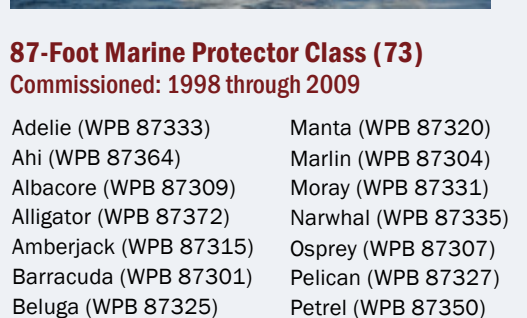 87-Foot Marine Protector Class (73)
Commissioned: 1998 through 2009
Adelie (WPB 87333)
Ahi (WPB 87364)
Albacore (WPB 87309)
Alligator (WPB 87372)
Amberjack (WPB 87315)
Barracuda (WPB 87301)
Beluga (WPB 87325)
Manta (WPB 87320)
Marlin (WPB 87304)
Moray (WPB 87331)
Narwhal (WPB 87335)
Osprey (WPB 87307)
Pelican (WPB 87327)
Petrel (WPB 87350)